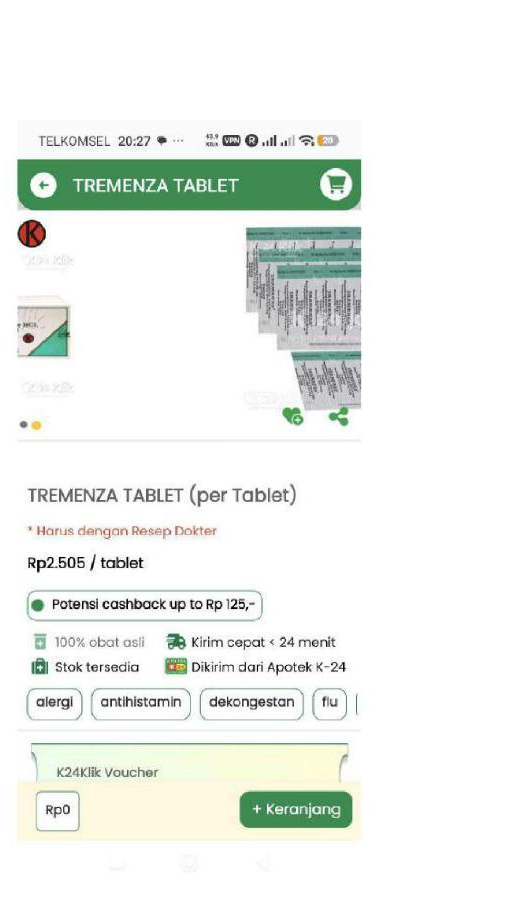 TELKOMSEL 20:27
VPN R 20
TREMENZA TABLET
K
TREMENZA TABLET (per Tablet)
* Harus dengan Resep Dokter
Rp2.505 / tablet
Potensi cashback up to Rp 125,-
100% obat asli Kirim cepat < 24 menit
Stok tersedia Dikirim dari Apotek K-24
alergi antihistamin dekongestan flu
K24Klik Voucher
Rp0 + Keranjang